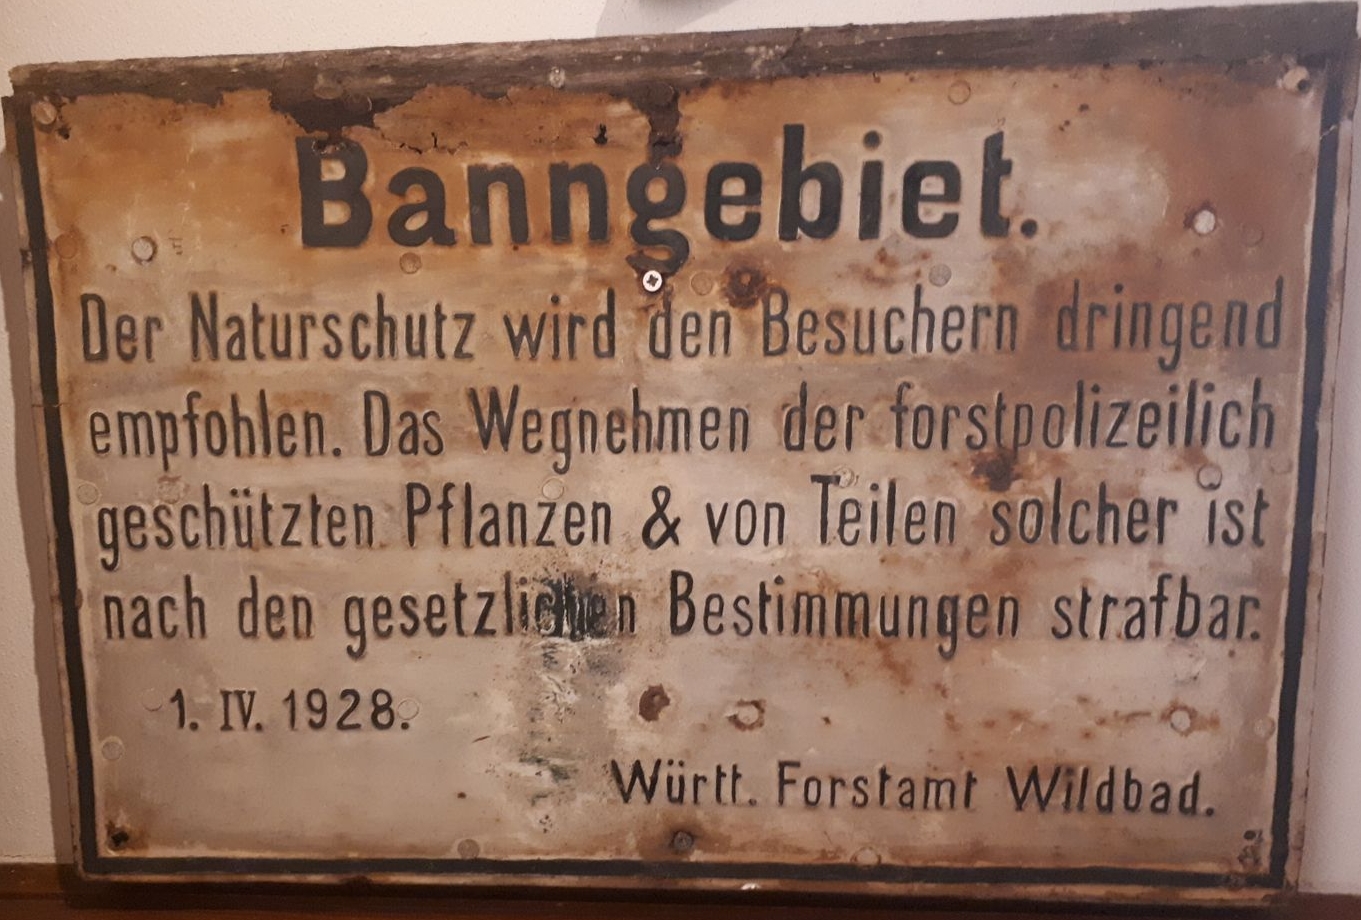 Banngebiet.
Der Naturschutz wird den Besuchern dringend
empfohlen. Das Wegnehmen der forstpolizeilich
geschützten Pflanzen & von Teilen solcher ist
nach den gesetzlichen Bestimmungen strafbar.
1. IV. 1928.
Württ. Forstamt Wildbad.